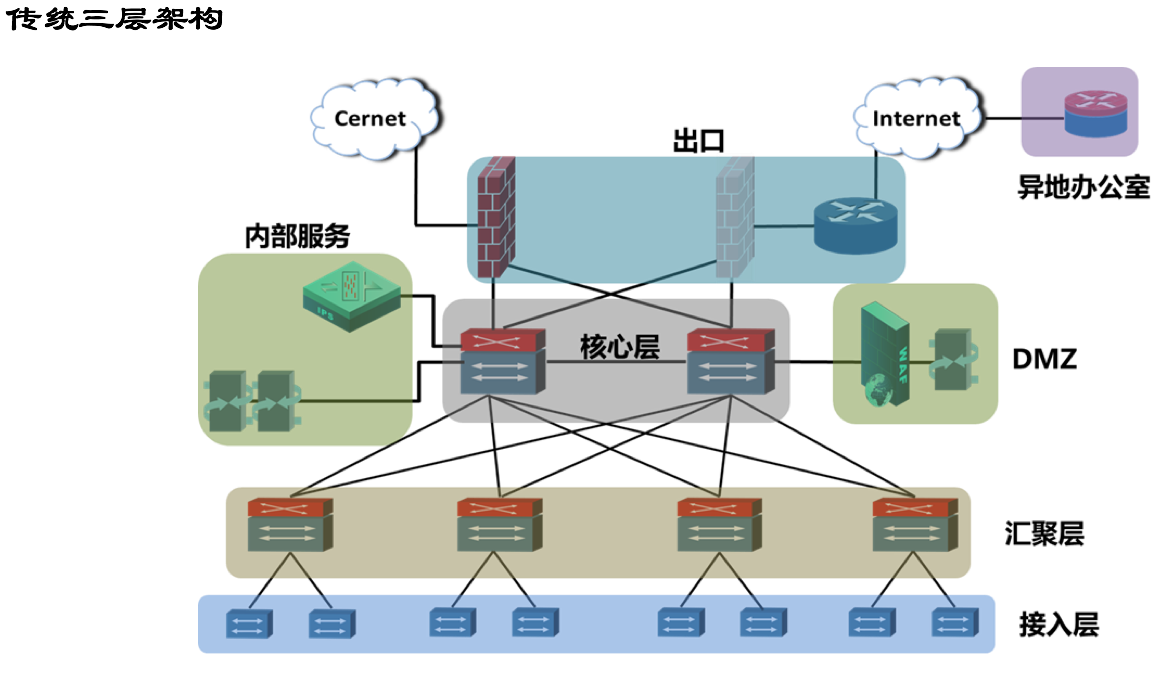 传统三层架构
Cernet
Internet
出口
异地办公室
内部服务
IPS
核心层
WAF
DMZ
汇聚层
接入层